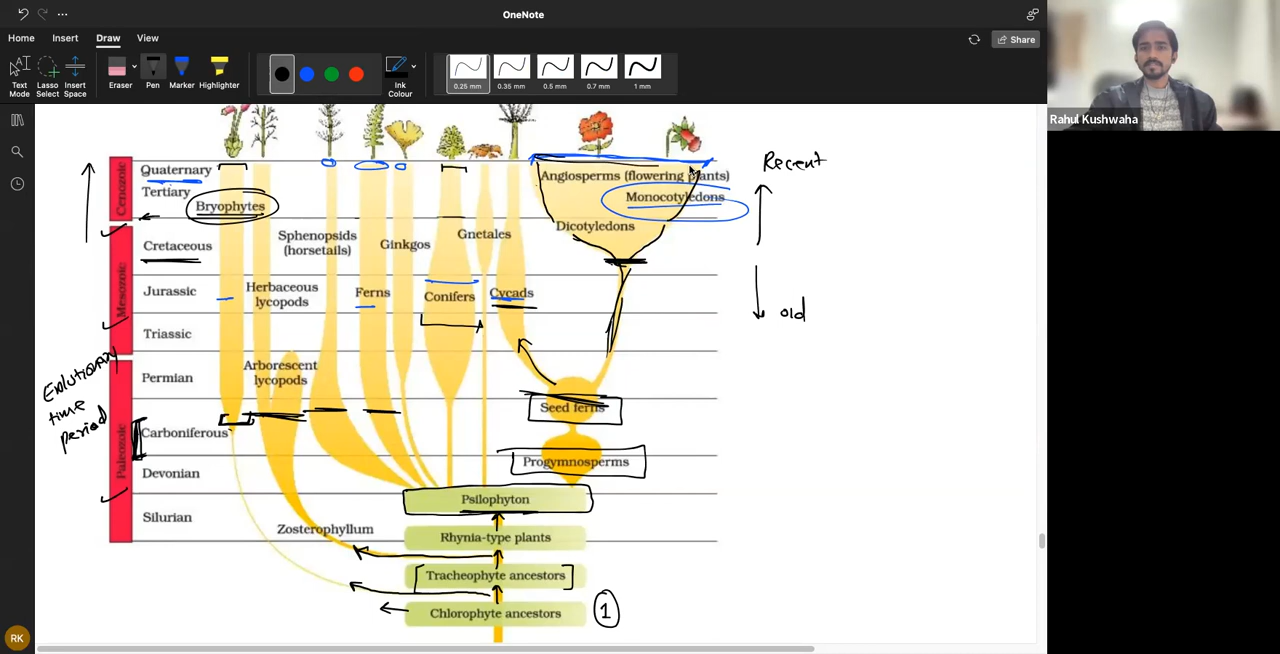 OneNote
Home Insert Draw View
Share
Text Mode
Lasso Select
Insert Space
Eraser
Pen
Marker
Highlighter
Ink Colour
0.25 mm
0.35 mm
0.5 mm
0.7 mm
1 mm
Rahul Kushwaha
Cenozoic
Mesozoic
Paleozoic
Quaternary
Tertiary
Cretaceous
Jurassic
Triassic
Permian
Carboniferous
Devonian
Silurian
Bryophytes
Sphenopsids
(horsetails)
Ginkgos
Gnetales
Angiosperms (flowering plants)
Monocotyledons
Dicotyledons
Herbaceous
lycopods
Ferns
Conifers
Cycads
Arborescent
lycopods
Seed ferns
Progymnosperms
Psilophyton
Zosterophyllum
Rhynia-type plants
Tracheophyte ancestors
Chlorophyte ancestors
1
Recent
old
Evolutionary
time
period
RK